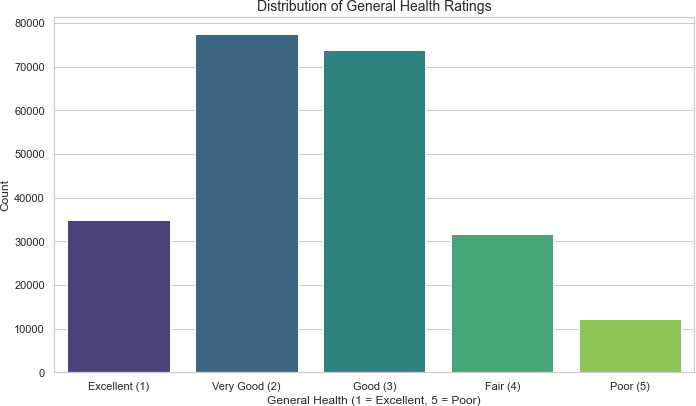 Distribution of General Health Ratings
80000
70000
60000
50000
40000
30000
20000
10000
0
Count
Excellent (1)
Very Good (2)
Good (3)
Fair (4)
Poor (5)
General Health (1 = Excellent, 5 = Poor)